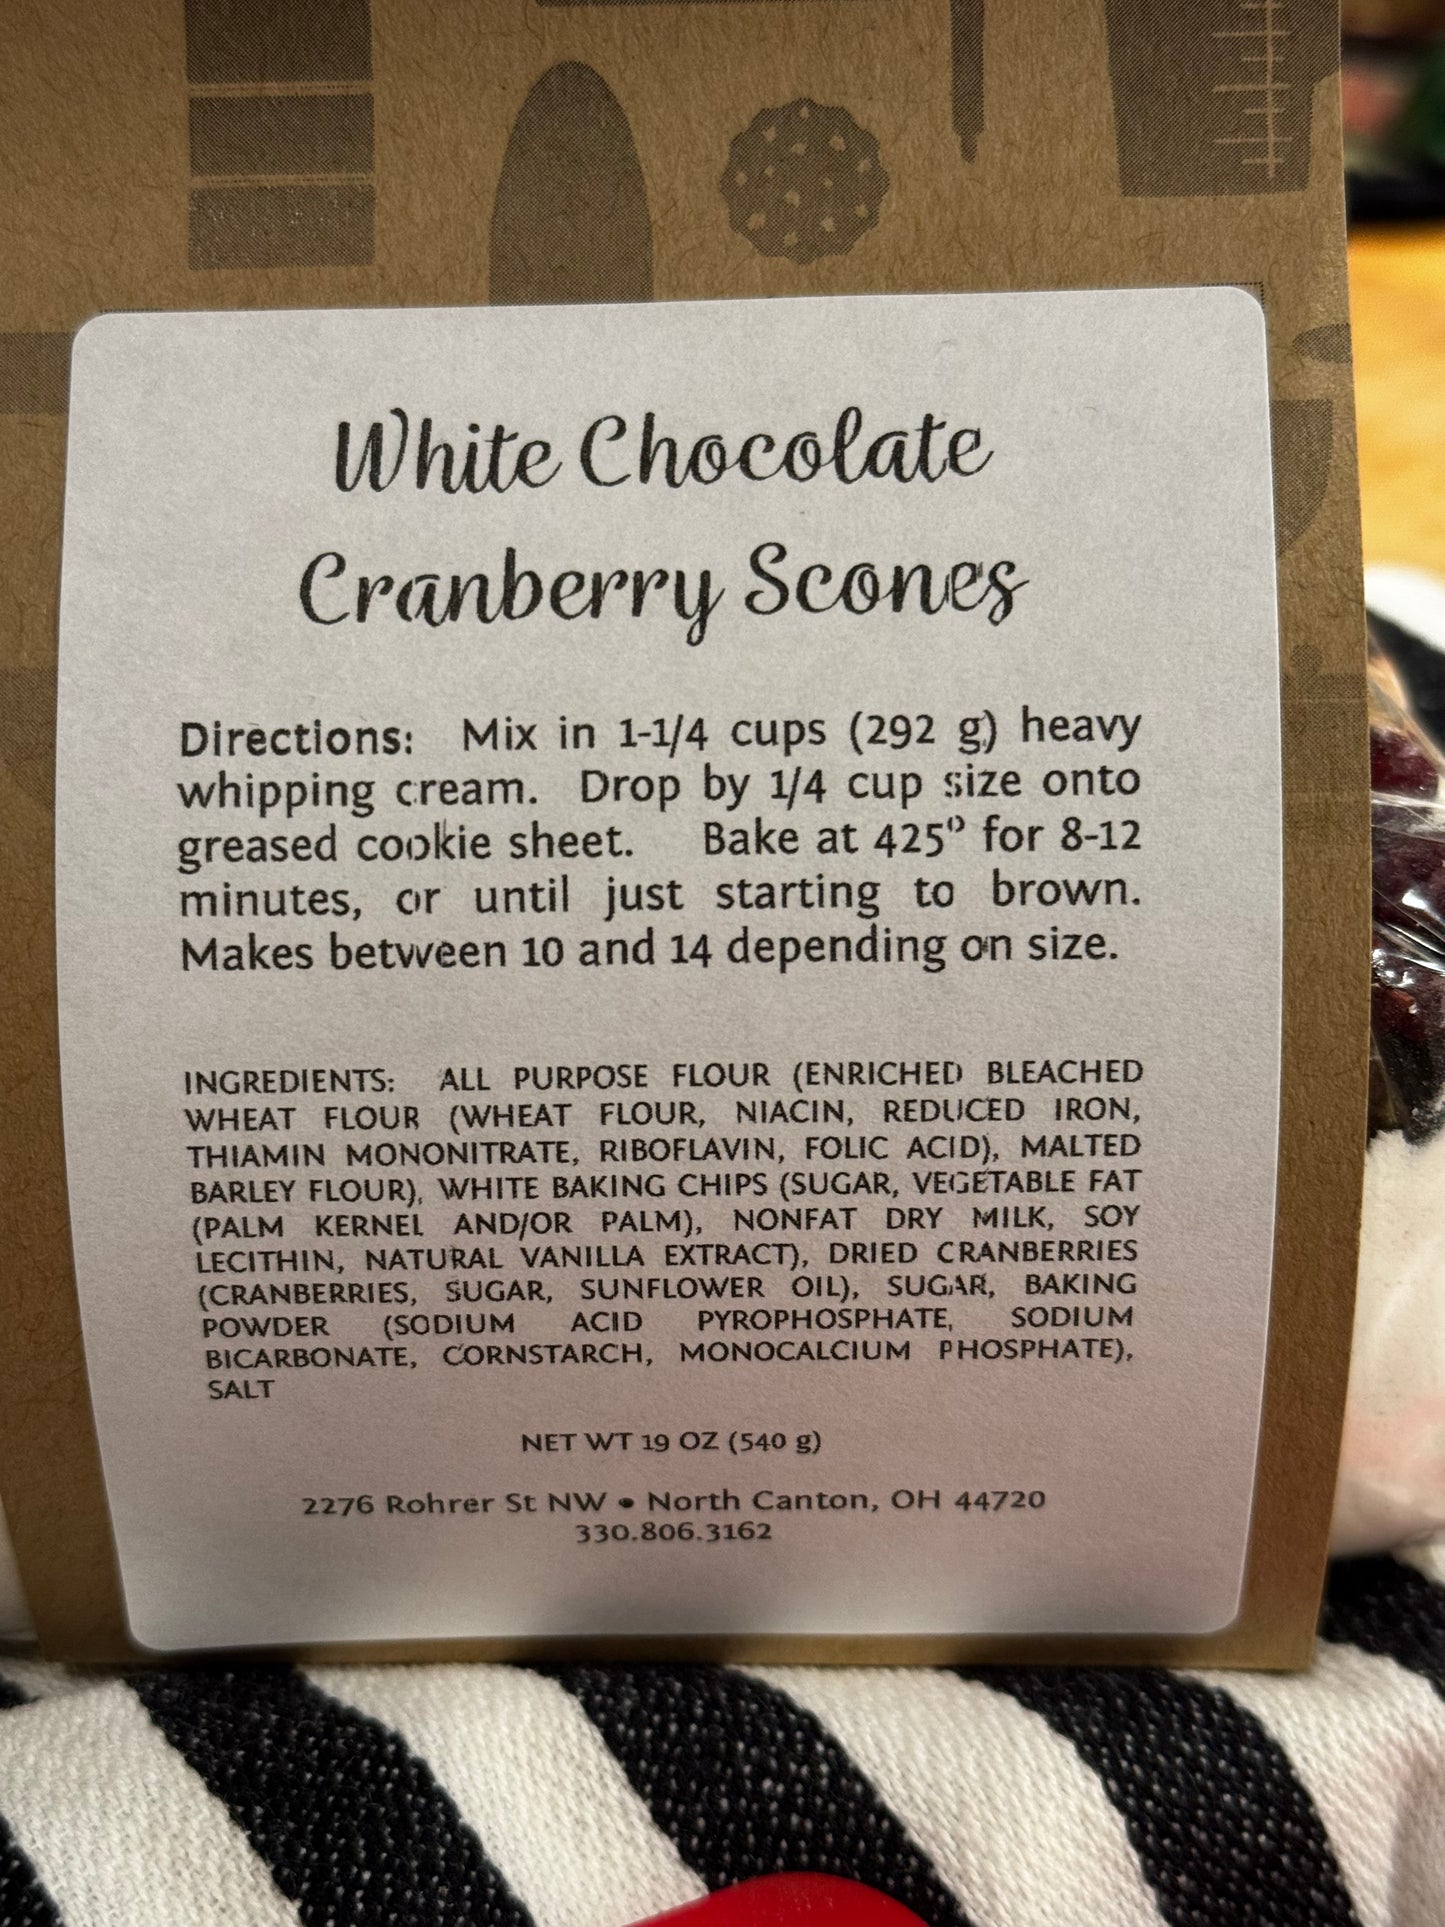 White Chocolate
Cranberry Scones
Directions: Mix in 1-1/4 cups (292 g) heavy
whipping cream. Drop by 1/4 cup size onto
greased cookie sheet. Bake at 425° for 8-12
minutes, or until just starting to brown.
Makes between 10 and 14 depending on size.
INGREDIENTS: ALL PURPOSE FLOUR (ENRICHED BLEACHED
WHEAT FLOUR (WHEAT FLOUR, NIACIN, REDUCED IRON,
THIAMIN MONONITRATE, RIBOFLAVIN, FOLIC ACID), MALTED
BARLEY FLOUR), WHITE BAKING CHIPS (SUGAR, VEGETABLE FAT
(PALM KERNEL AND/OR PALM), NONFAT DRY MILK, SOY
LECITHIN, NATURAL VANILLA EXTRACT), DRIED CRANBERRIES
(CRANBERRIES, SUGAR, SUNFLOWER OIL), SUGAR, BAKING
POWDER (SODIUM ACID PYROPHOSPHATE, SODIUM
BICARBONATE, CORNSTARCH, MONOCALCIUM PHOSPHATE),
SALT
NET WT 19 OZ (540 g)
2276 Rohrer St NW • North Canton, OH 44720
330.806.3162